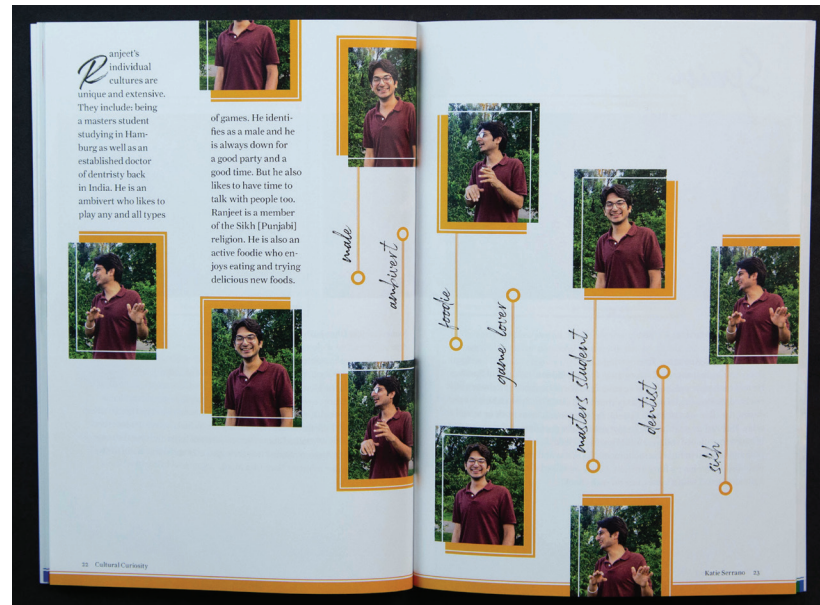 Ranjeet's
individual
cultures are
unique and extensive.
They include: being
a masters student
studying in Ham-
burg as well as an
established doctor
of dentristy back
in India. He is an
ambivert who likes to
play any and all types
of games. He identi-
fies as a male and he
is always down for
a good party and a
good time. But he also
likes to have time to
talk with people too.
Ranjeet is a member
of the Sikh [Punjabi]
religion. He is also an
active foodie who en-
joys eating and trying
delicious new foods.
male
ambivert
foodie
game lover
masters student
dentist
sikh
22 Cultural Curiosity
Katie Serrano 23